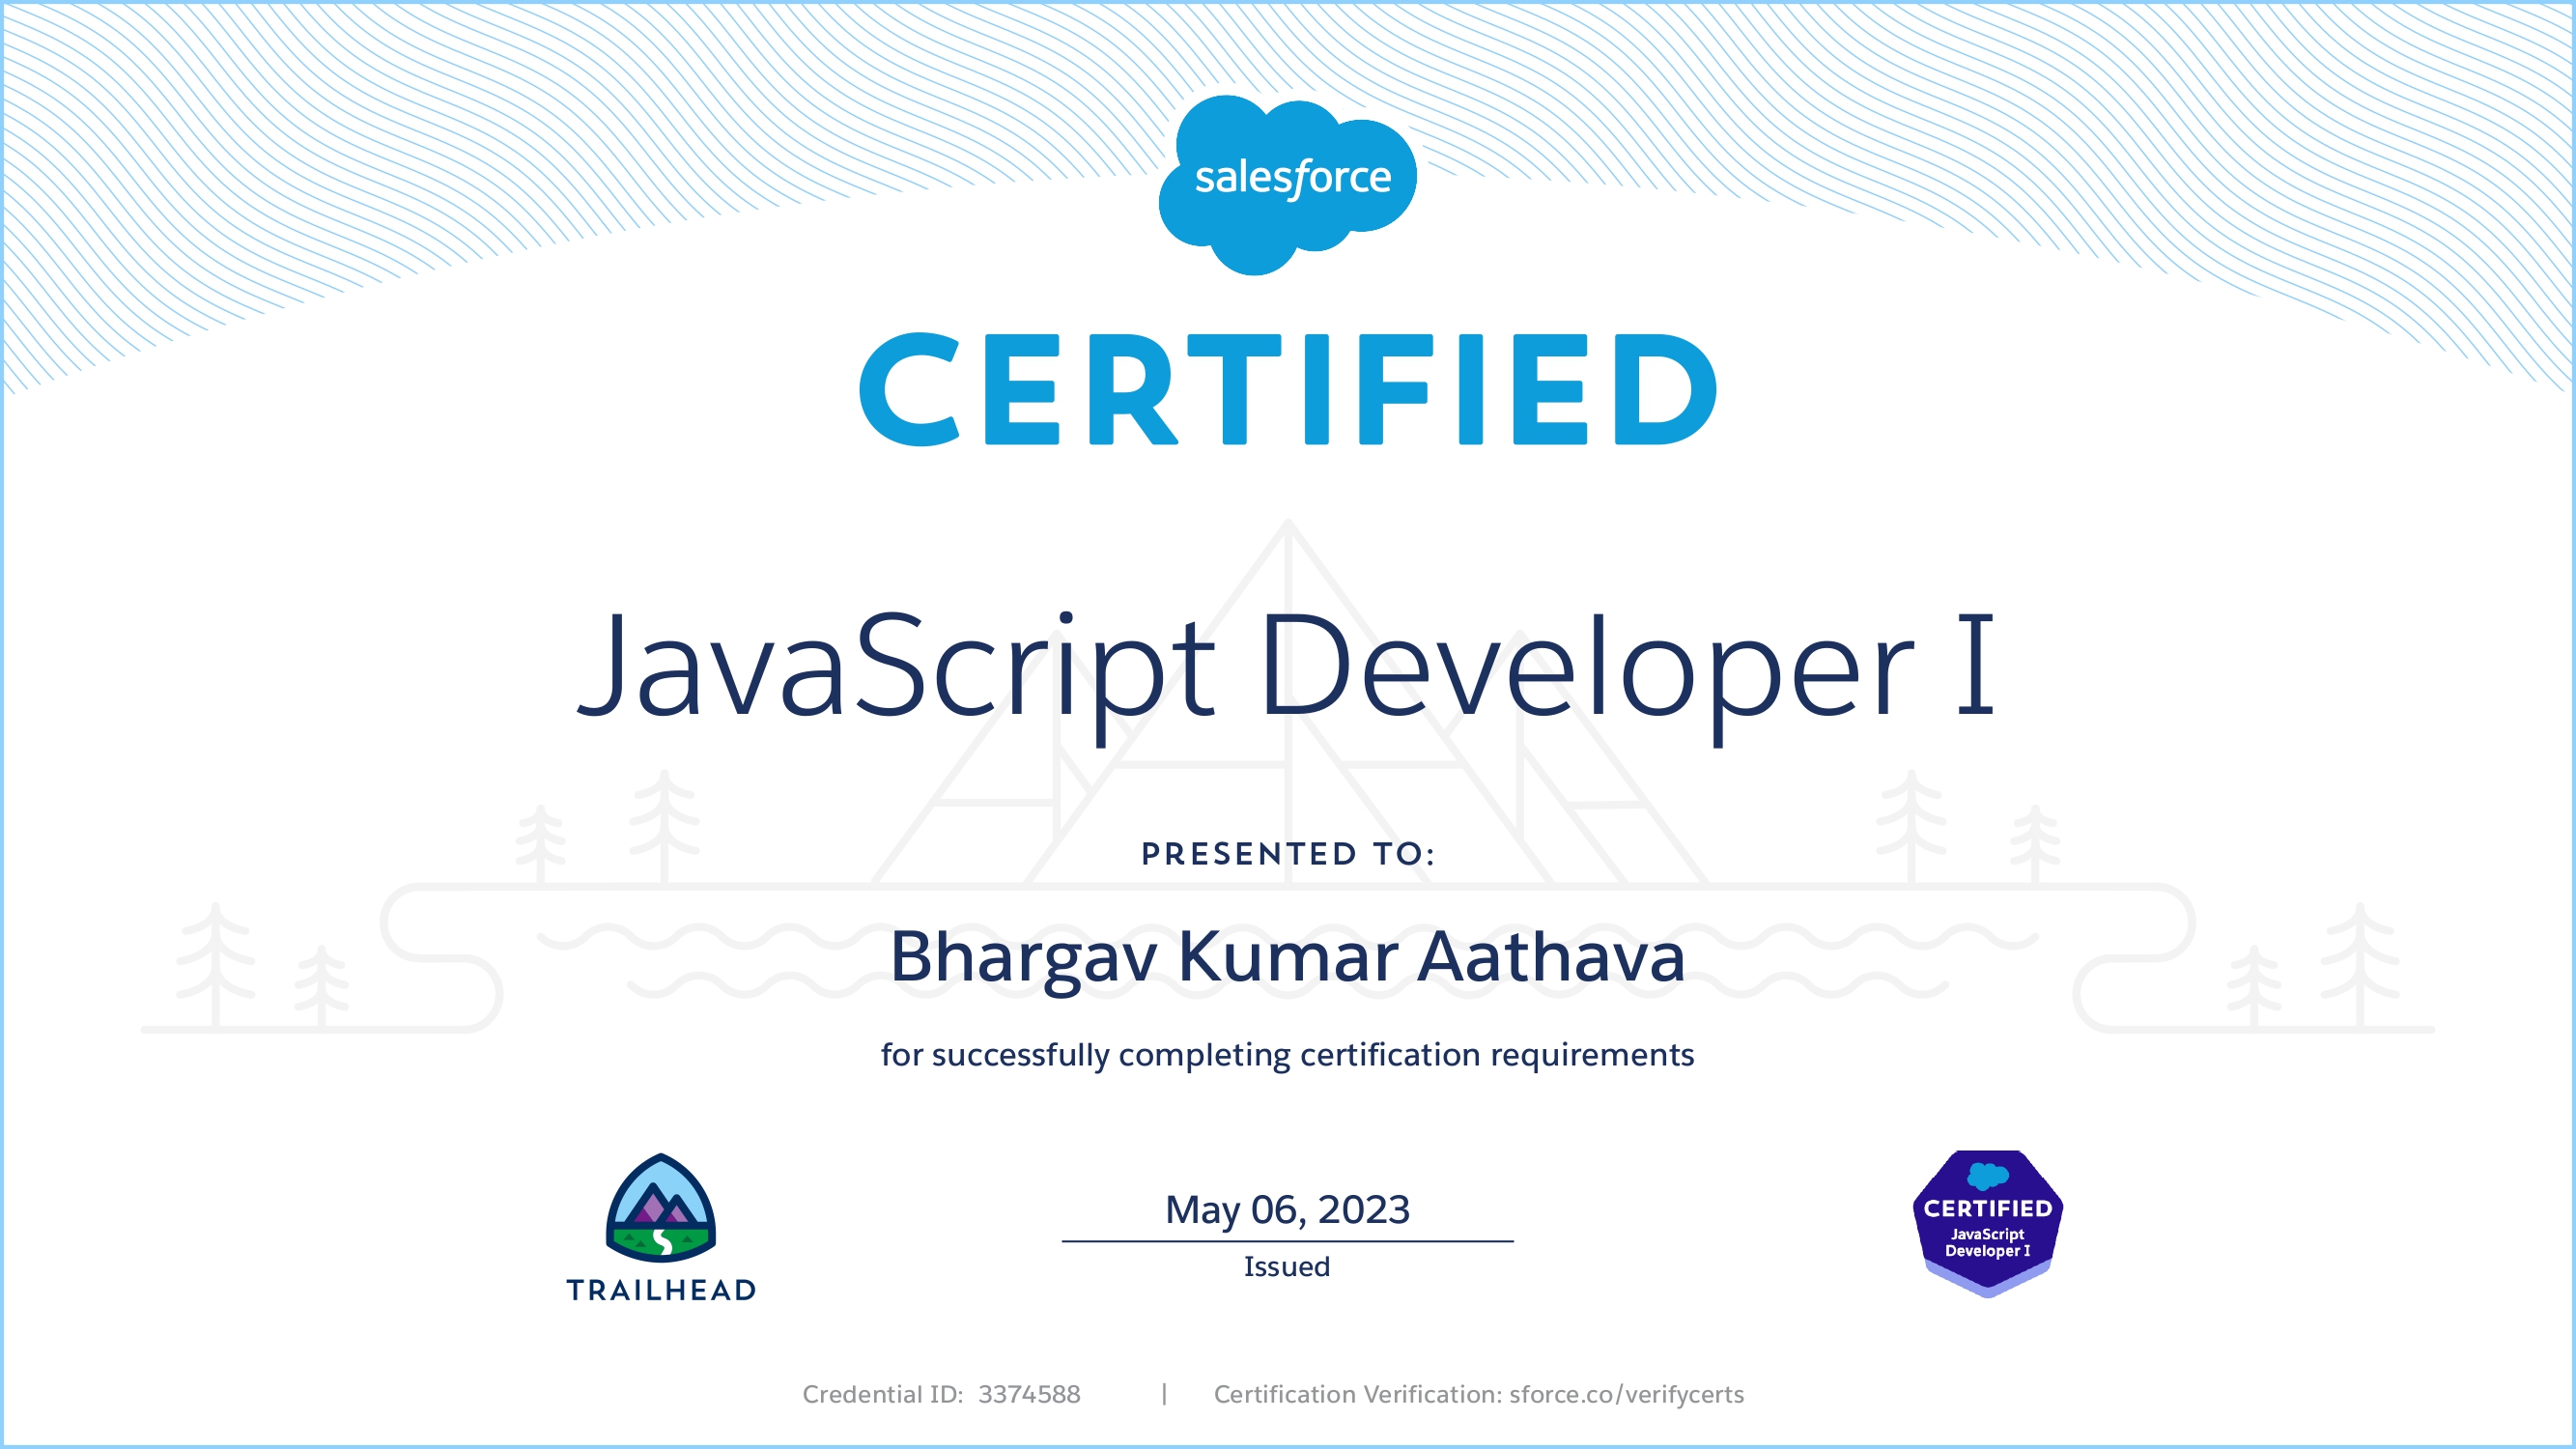 salesforce
CERTIFIED
JavaScript Developer I
PRESENTED TO:
Bhargav Kumar Aathava
for successfully completing certification requirements
TRAILHEAD
May 06, 2023
Issued
CERTIFIED
JavaScript
Developer I
Credential ID: 3374588 | Certification Verification: sforce.co/verifycerts